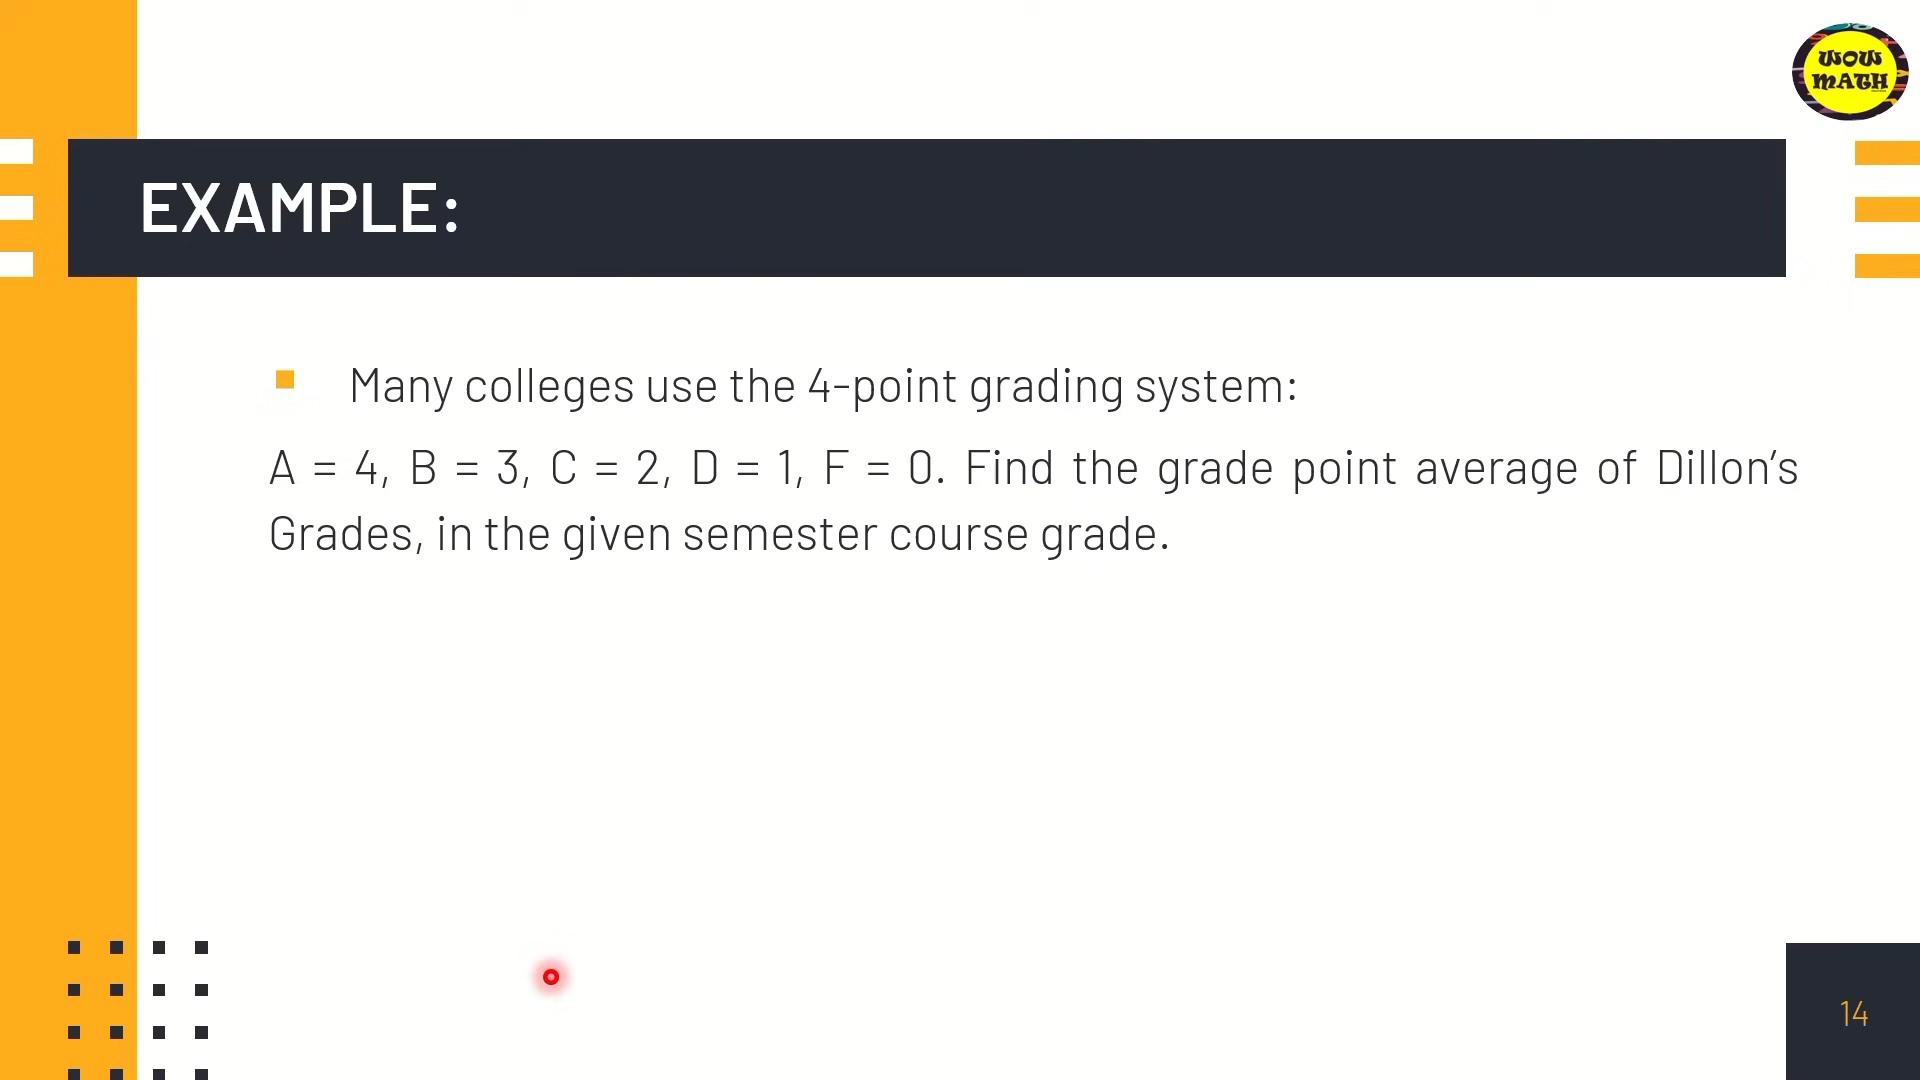 WOW
MATH
EXAMPLE:
Many colleges use the 4-point grading system:
A = 4, B = 3, C = 2, D = 1, F = 0. Find the grade point average of Dillon’s
Grades, in the given semester course grade.
14